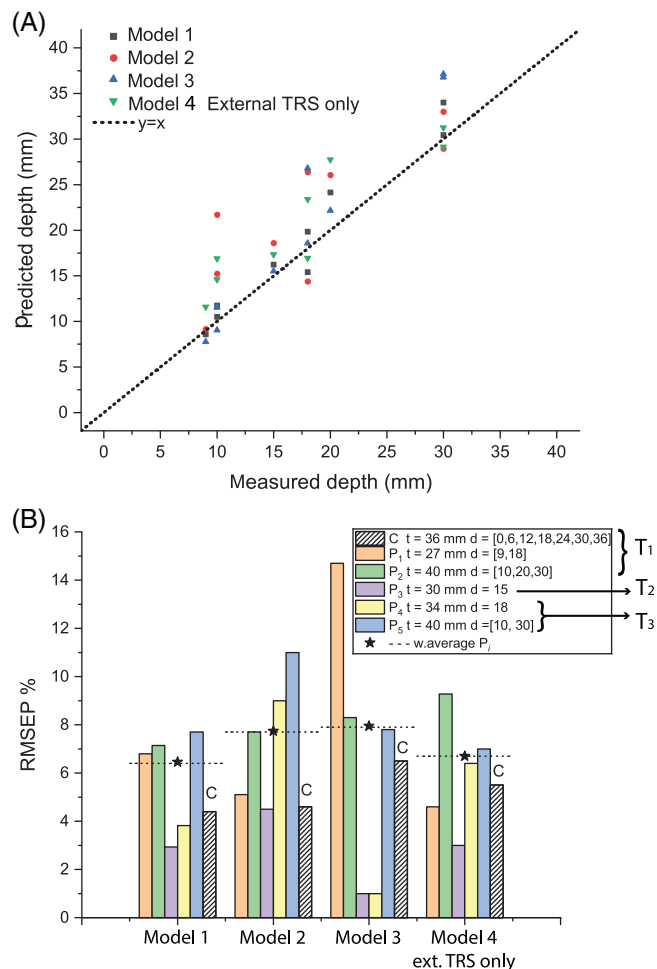 (A)
Model 1
Model 2
Model 3
Model 4 External TRS only
y=x
40
35
30
25
20
15
10
5
0
predicted depth (mm)
0 5 10 15 20 25 30 35 40
Measured depth (mm)
(B)
16
14
12
10
8
6
4
2
0
RMSEP %
C t = 36 mm d = [0,6,12,18,24,30,36]
P₁ t = 27 mm d = [9,18]
P₂ t = 40 mm d = [10,20,30]
P₃ t = 30 mm d = 15
P₄ t = 34 mm d = 18
P₅ t = 40 mm d =[10, 30]
---- w.average Pᵢ
T₁
T₂
T₃
C C C C
Model 1 Model 2 Model 3 Model 4
ext. TRS only